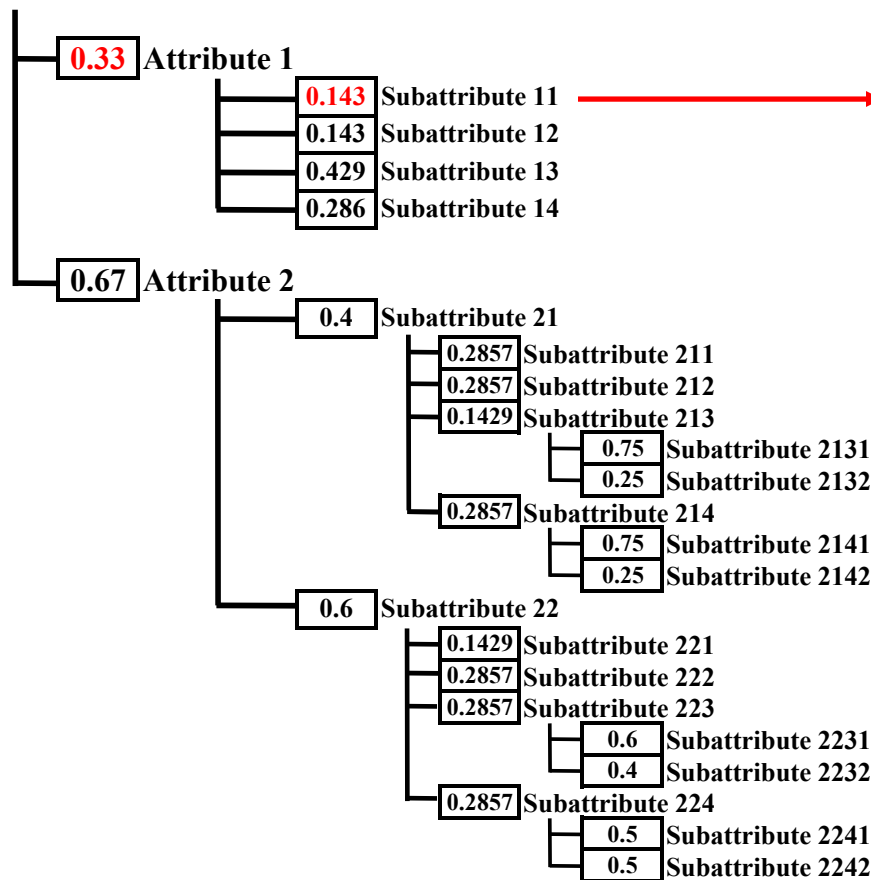 0.33 Attribute 1
0.143 Subattribute 11
0.143 Subattribute 12
0.429 Subattribute 13
0.286 Subattribute 14
0.67 Attribute 2
0.4 Subattribute 21
0.2857 Subattribute 211
0.2857 Subattribute 212
0.1429 Subattribute 213
0.75 Subattribute 2131
0.25 Subattribute 2132
0.2857 Subattribute 214
0.75 Subattribute 2141
0.25 Subattribute 2142
0.6 Subattribute 22
0.1429 Subattribute 221
0.2857 Subattribute 222
0.2857 Subattribute 223
0.6 Subattribute 2231
0.4 Subattribute 2232
0.2857 Subattribute 224
0.5 Subattribute 2241
0.5 Subattribute 2242